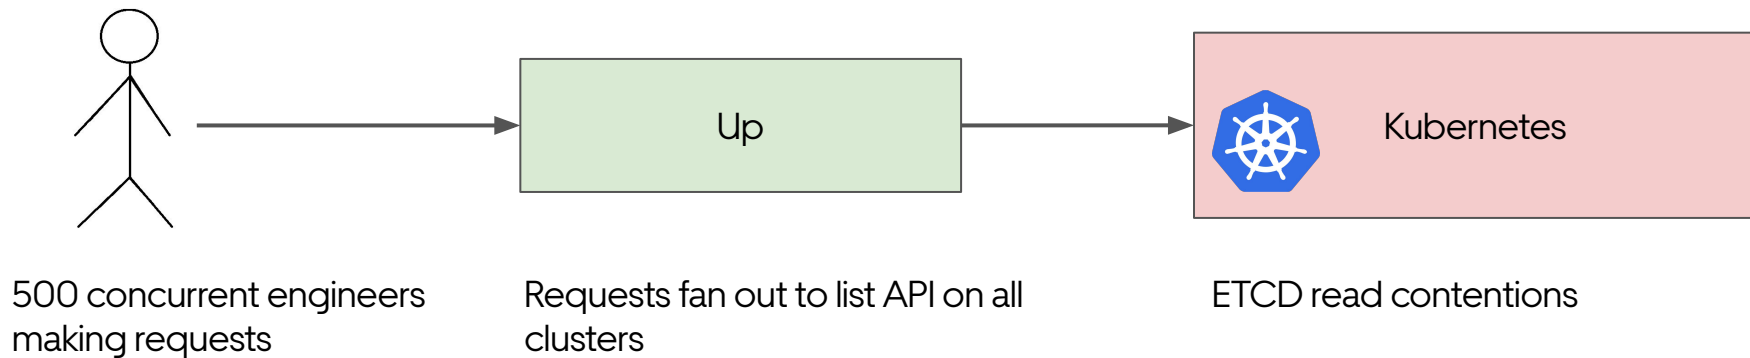 Up
Kubernetes
500 concurrent engineers
making requests
Requests fan out to list API on all
clusters
ETCD read contentions